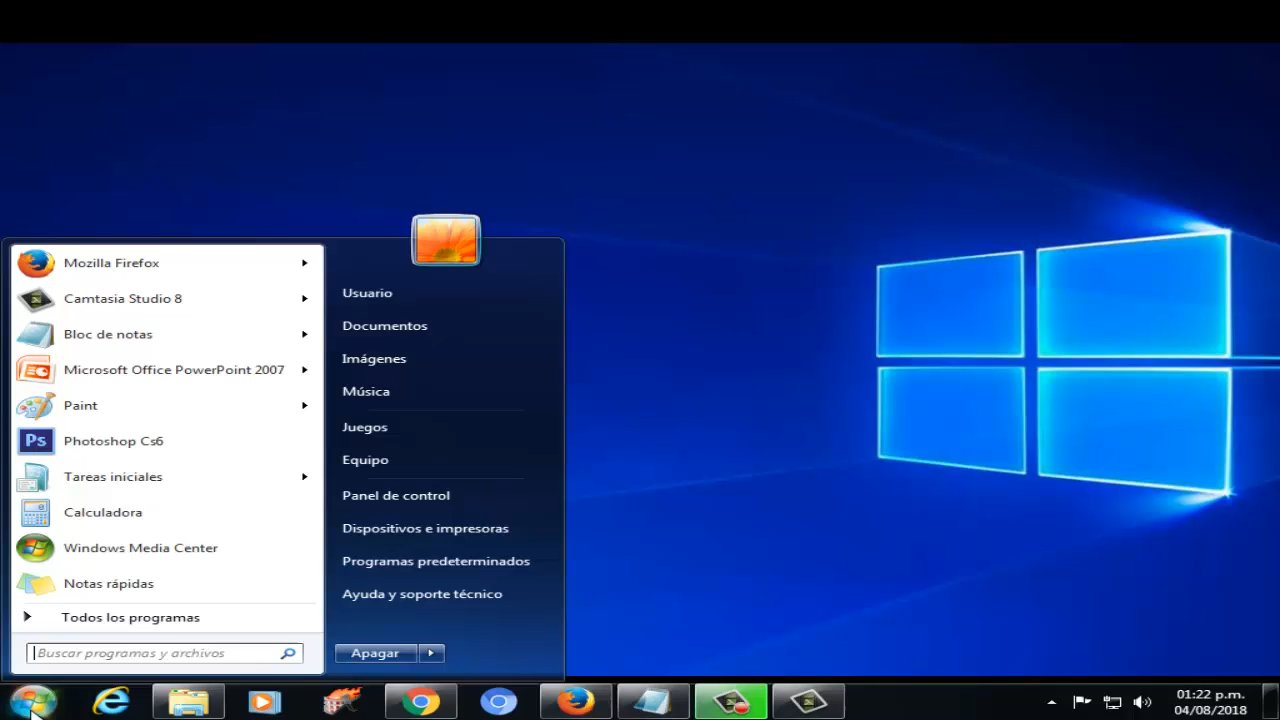 Mozilla Firefox
Camtasia Studio 8
Bloc de notas
Microsoft Office PowerPoint 2007
Paint
Ps
Photoshop Cs6
Tareas iniciales
Calculadora
Windows Media Center
Notas rápidas
Todos los programas
Buscar programas y archivos
Usuario
Documentos
Imágenes
Música
Juegos
Equipo
Panel de control
Dispositivos e impresoras
Programas predeterminados
Ayuda y soporte técnico
Apagar
01:22 p.m.
04/08/2018